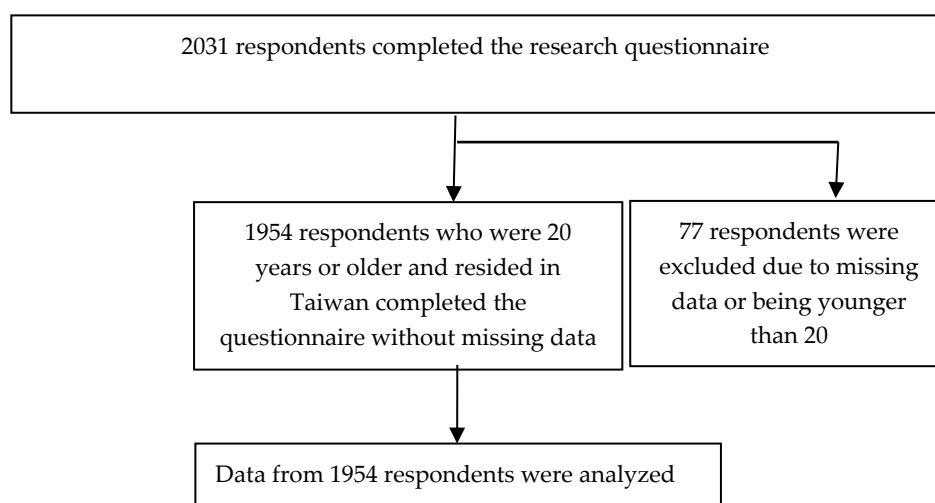 2031 respondents completed the research questionnaire
1954 respondents who were 20
years or older and resided in
Taiwan completed the
questionnaire without missing data
77 respondents were
excluded due to missing
data or being younger
than 20
Data from 1954 respondents were analyzed